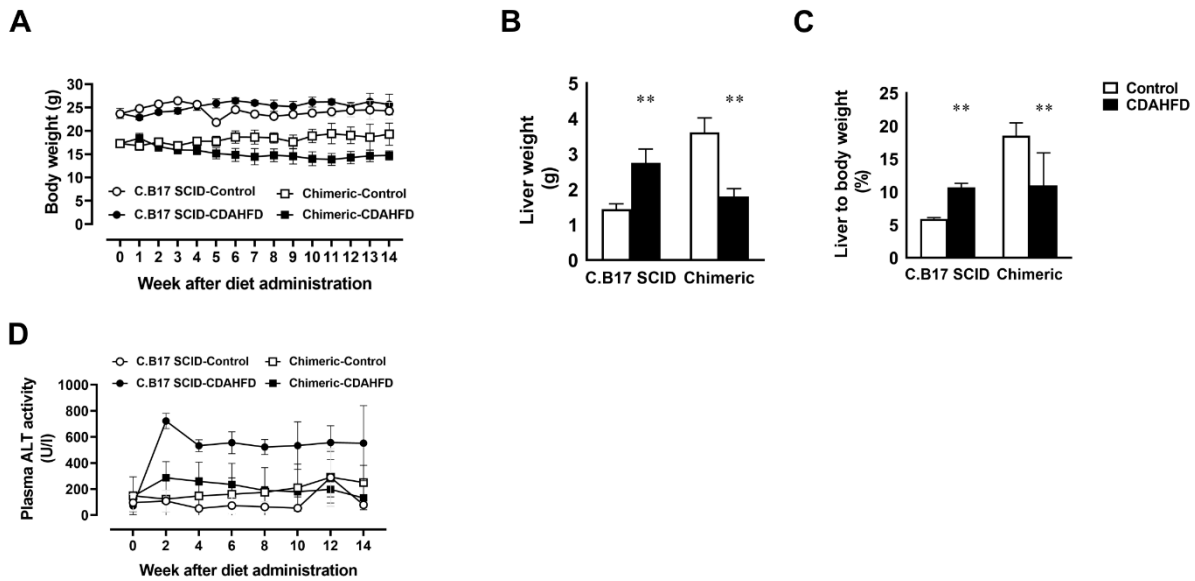 A
Body weight (g)
30
25
20
15
10
5
0
C.B17 SCID-Control
Chimeric-Control
C.B17 SCID-CDAHFD
Chimeric-CDAHFD
0 1 2 3 4 5 6 7 8 9 10 11 12 13 14
Week after diet administration
B
Liver weight
(g)
5
4
3
2
1
0
**
**
C.B17 SCID Chimeric
C
Liver to body weight
(%)
25
20
15
10
5
0
**
**
C.B17 SCID Chimeric
Control
CDAHFD
D
C.B17 SCID-Control
Chimeric-Control
C.B17 SCID-CDAHFD
Chimeric-CDAHFD
Plasma ALT activity
(U/l)
1000
800
600
400
200
0
0 2 4 6 8 10 12 14
Week after diet administration